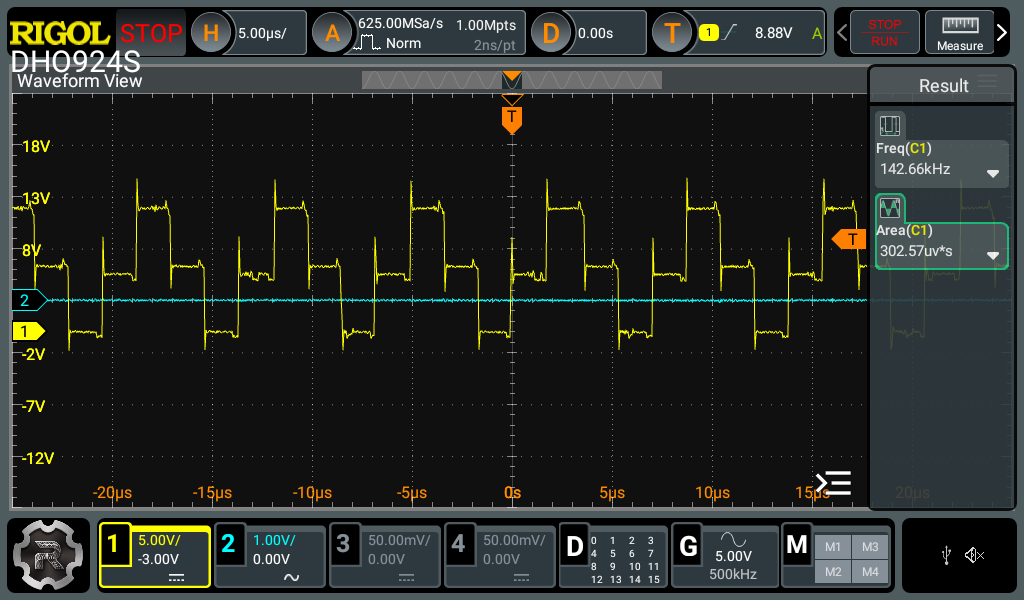 RIGOL STOP H 5.00µs/ A 625.00MSa/s 1.00Mpts D 0.00s T 1 8.88V A STOP
Norm 2ns/pt RUN Measure
DHO924S
Waveform View
Result
T
18V
Freq(C1)
142.66kHz
13V
Area(C1)
8V
T
302.57uv*s
2
1
-2V
-7V
-12V
-20µs -15µs -10µs -5µs 0s 5µs 10µs 15µs 20µs
1 5.00V/ 2 1.00V/ 3 50.00mV/ 4 50.00mV/ D 0 1 2 3 G M M1 M3
-3.00V 0.00V 0.00V 0.00V 4 5 6 7 5.00V M2 M4
8 9 10 11 500kHz
12 13 14 15
R